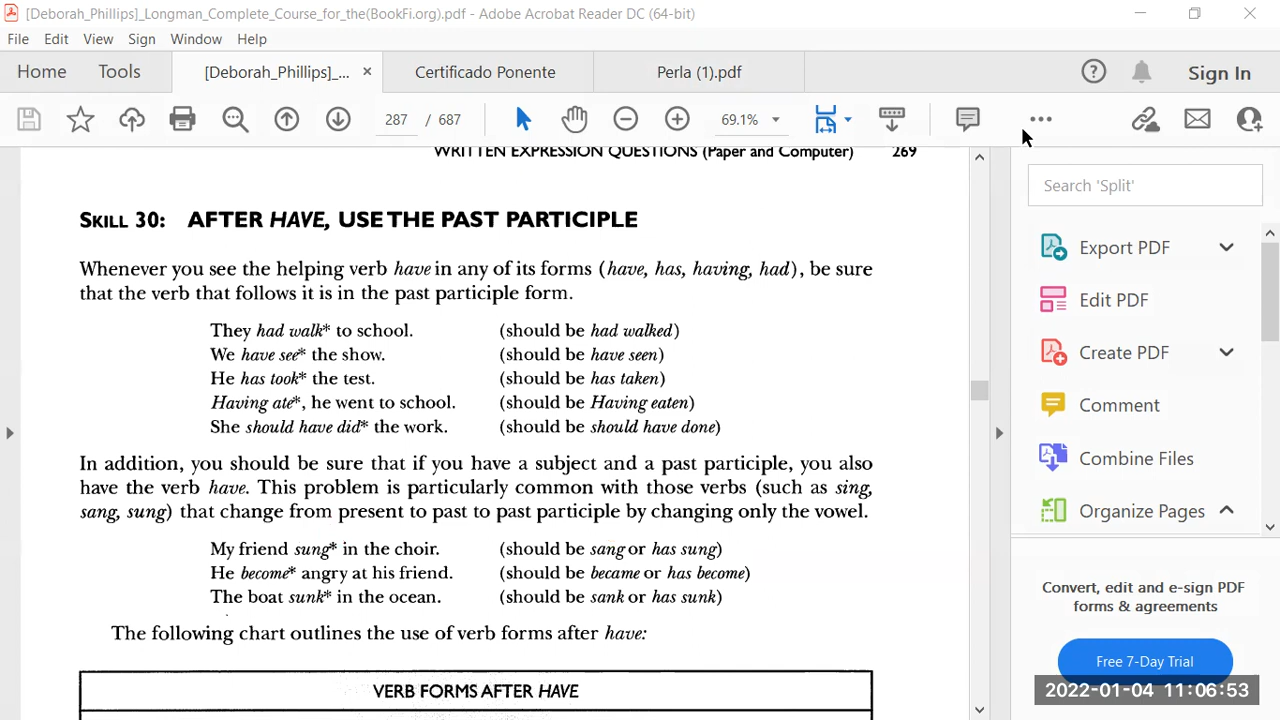 [Deborah_Phillips]_Longman_Complete_Course_for_the(BookFi.org).pdf - Adobe Acrobat Reader DC (64-bit)
File Edit View Sign Window Help
Home Tools [Deborah_Phillips]_... × Certificado Ponente Perla (1).pdf Sign In
287 / 687 69.1%
WRITTEN EXPRESSION QUESTIONS (Paper and Computer) 269
SKILL 30: AFTER HAVE, USE THE PAST PARTICIPLE
Whenever you see the helping verb have in any of its forms (have, has, having, had), be sure
that the verb that follows it is in the past participle form.
They had walk* to school. (should be had walked)
We have see* the show. (should be have seen)
He has took* the test. (should be has taken)
Having ate*, he went to school. (should be Having eaten)
She should have did* the work. (should be should have done)
In addition, you should be sure that if you have a subject and a past participle, you also
have the verb have. This problem is particularly common with those verbs (such as sing,
sang, sung) that change from present to past to past participle by changing only the vowel.
My friend sung* in the choir. (should be sang or has sung)
He become* angry at his friend. (should be became or has become)
The boat sunk* in the ocean. (should be sank or has sunk)
The following chart outlines the use of verb forms after have:
VERB FORMS AFTER HAVE
Search 'Split'
Export PDF
Edit PDF
Create PDF
Comment
Combine Files
Organize Pages
Convert, edit and e-sign PDF
forms & agreements
Free 7-Day Trial
2022-01-04 11:06:53